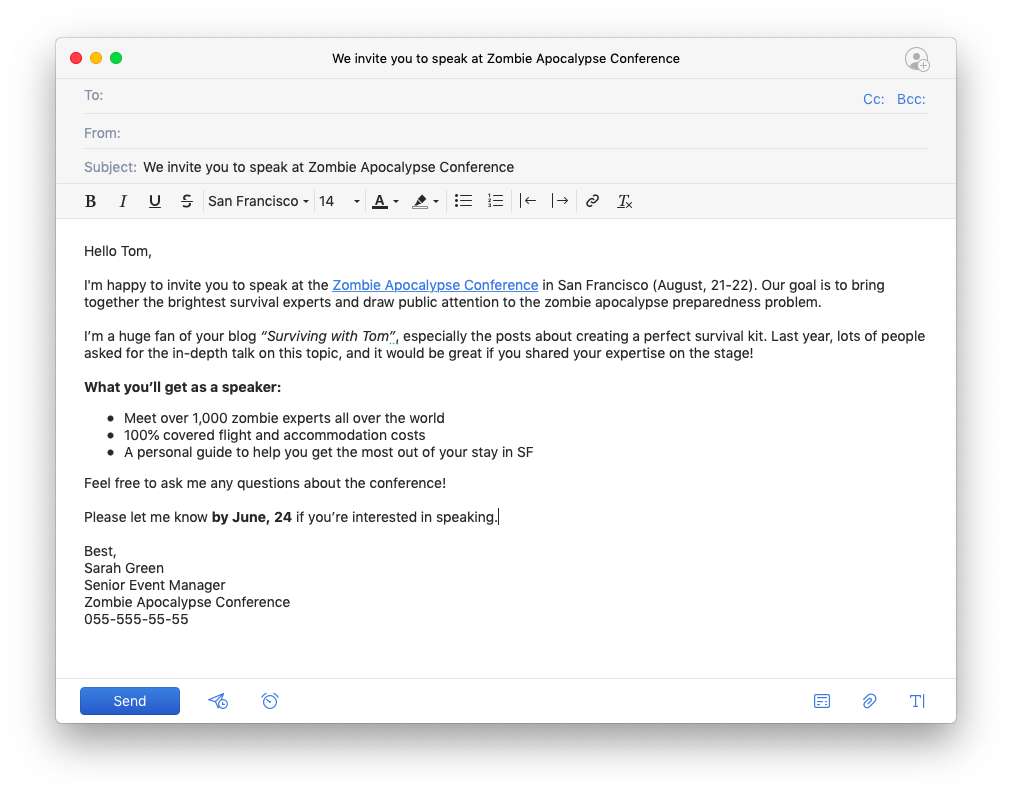 We invite you to speak at Zombie Apocalypse Conference
To:
Cc: Bcc:
From:
Subject: We invite you to speak at Zombie Apocalypse Conference
B I U S San Francisco 14 A
Hello Tom,
I'm happy to invite you to speak at the Zombie Apocalypse Conference in San Francisco (August, 21-22). Our goal is to bring
together the brightest survival experts and draw public attention to the zombie apocalypse preparedness problem.
I’m a huge fan of your blog “Surviving with Tom”, especially the posts about creating a perfect survival kit. Last year, lots of people
asked for the in-depth talk on this topic, and it would be great if you shared your expertise on the stage!
What you’ll get as a speaker:
● Meet over 1,000 zombie experts all over the world
● 100% covered flight and accommodation costs
● A personal guide to help you get the most out of your stay in SF
Feel free to ask me any questions about the conference!
Please let me know by June, 24 if you’re interested in speaking.
Best,
Sarah Green
Senior Event Manager
Zombie Apocalypse Conference
055-555-55-55
Send